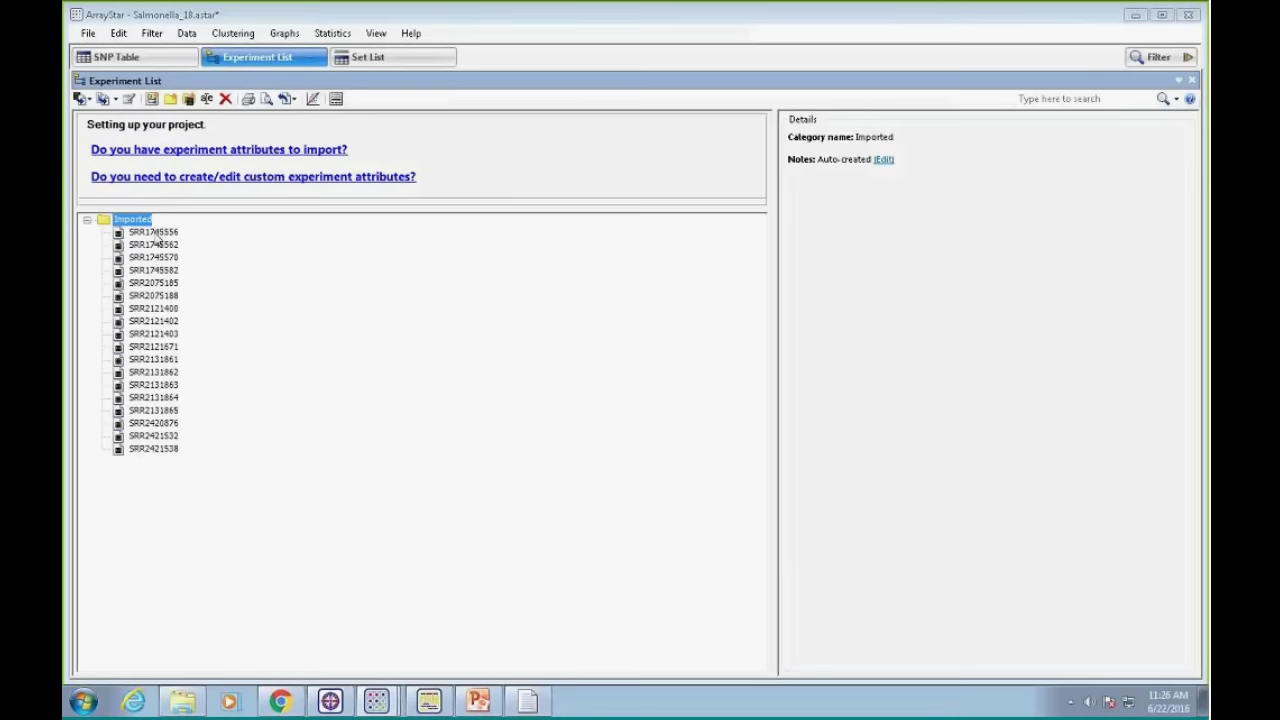 ArrayStar - Salmonella_18.astar*
File Edit Filter Data Clustering Graphs Statistics View Help
SNP Table Experiment List Set List Filter
Experiment List
Type here to search
Setting up your project.
Do you have experiment attributes to import?
Do you need to create/edit custom experiment attributes?
Details
Category name: Imported
Notes: Auto-created (Edit)
Imported
SRR1745556
SRR1745562
SRR1745570
SRR1745582
SRR2075185
SRR2075188
SRR2121400
SRR2121402
SRR2121403
SRR2121671
SRR2131861
SRR2131862
SRR2131863
SRR2131864
SRR2131865
SRR2420876
SRR2421532
SRR2421538
11:26 AM
6/22/2016